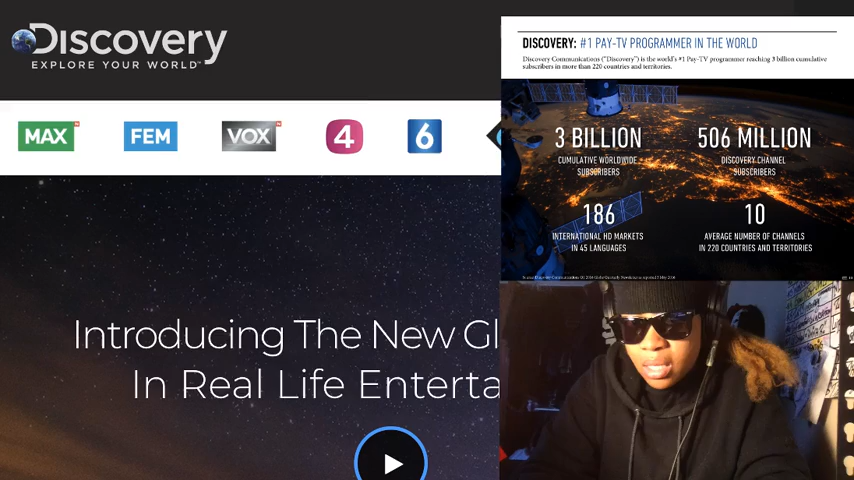 Discovery
EXPLORE YOUR WORLD™
MAX
FEM
VOX
4
6
Introducing The New Gl
In Real Life Enterta
DISCOVERY: #1 PAY-TV PROGRAMMER IN THE WORLD
Discovery Communications ("Discovery") is the world's #1 Pay-TV programmer reaching 3 billion cumulative
subscribers in more than 220 countries and territories.
3 BILLION
CUMULATIVE WORLDWIDE
SUBSCRIBERS
506 MILLION
DISCOVERY CHANNEL
SUBSCRIBERS
186
INTERNATIONAL HD MARKETS
IN 45 LANGUAGES
10
AVERAGE NUMBER OF CHANNELS
IN 220 COUNTRIES AND TERRITORIES